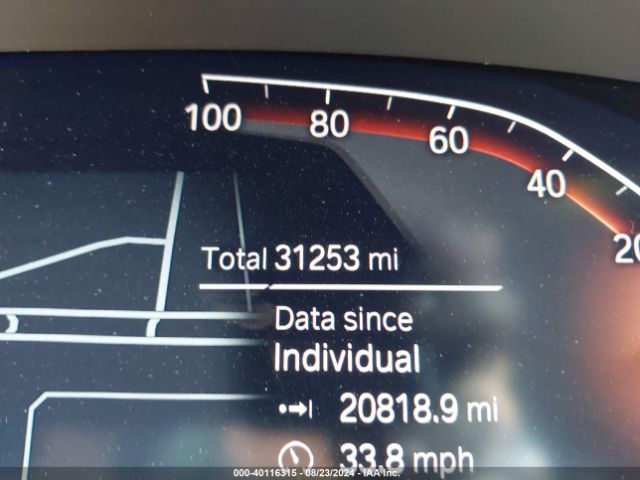 100 80 60 40 20
Total 31253 mi
Data since
Individual
20818.9 mi
33.8 mph
000-40116315 - 08/23/2024 - IAA Inc.